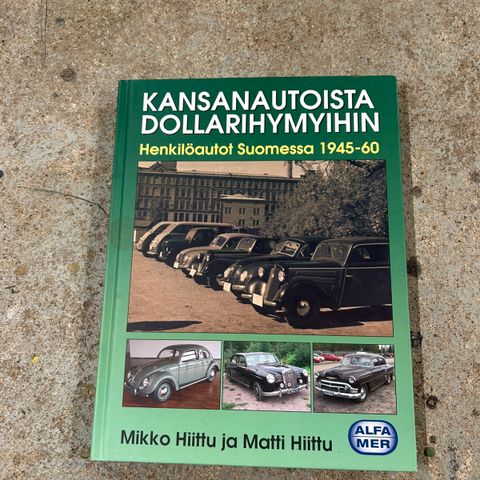 KANSANAUTOISTA
DOLLARIHYMYIHIN
Henkilöautot Suomessa 1945-60
Mikko Hiittu ja Matti Hiittu
ALFA
MER